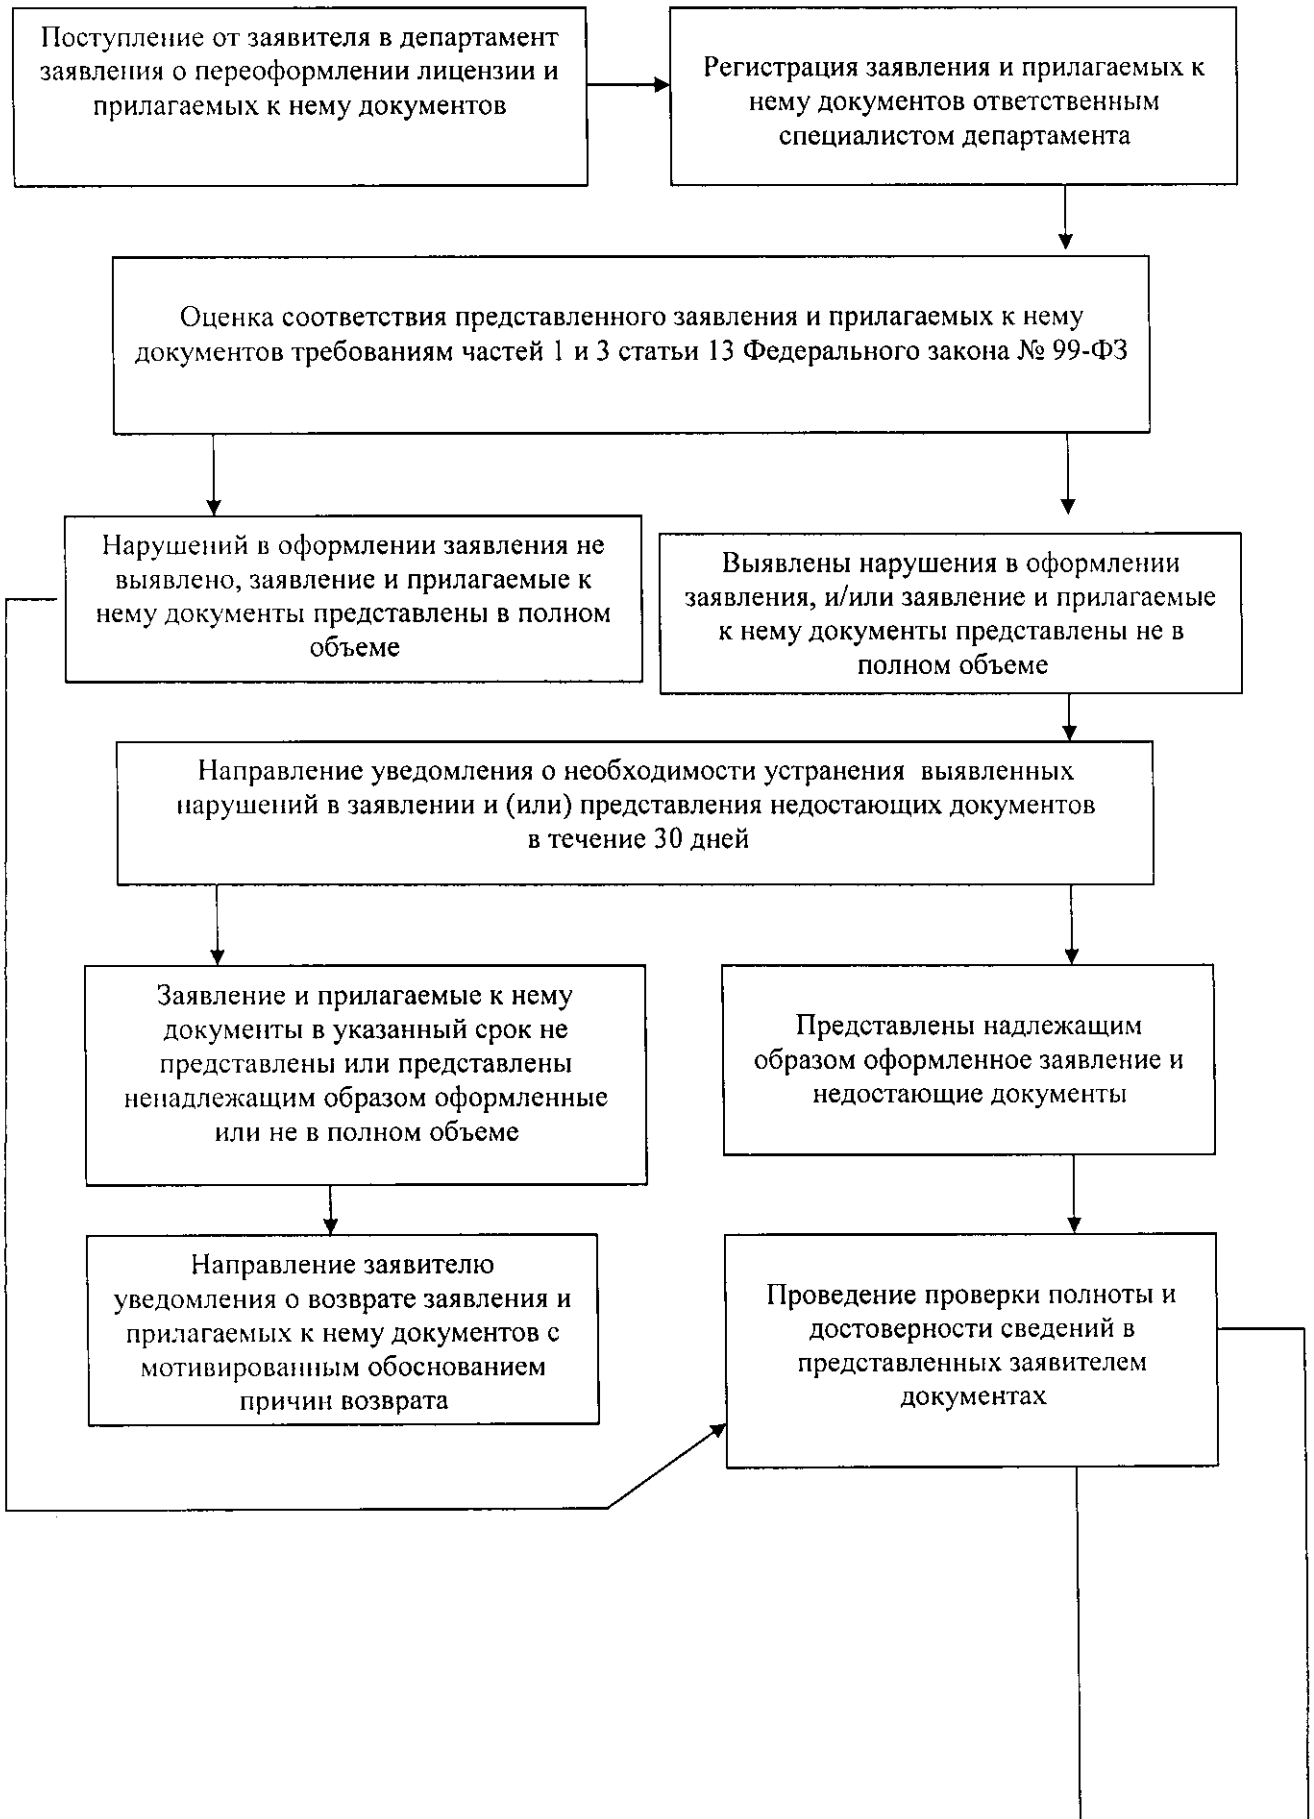 Поступление от заявителя в департамент
заявления о переоформлении лицензии и
прилагаемых к нему документов
Регистрация заявления и прилагаемых к
нему документов ответственным
специалистом департамента
Оценка соответствия представленного заявления и прилагаемых к нему
документов требованиям частей 1 и 3 статьи 13 Федерального закона № 99-ФЗ
Нарушений в оформлении заявления не
выявлено, заявление и прилагаемые к
нему документы представлены в полном
объеме
Выявлены нарушения в оформлении
заявления, и/или заявление и прилагаемые
к нему документы представлены не в
полном объеме
Направление уведомления о необходимости устранения выявленных
нарушений в заявлении и (или) представления недостающих документов
в течение 30 дней
Заявление и прилагаемые к нему
документы в указанный срок не
представлены или представлены
ненадлежащим образом оформленные
или не в полном объеме
Представлены надлежащим
образом оформленное заявление и
недостающие документы
Направление заявителю
уведомления о возврате заявления и
прилагаемых к нему документов с
мотивированным обоснованием
причин возврата
Проведение проверки полноты и
достоверности сведений в
представленных заявителем
документах